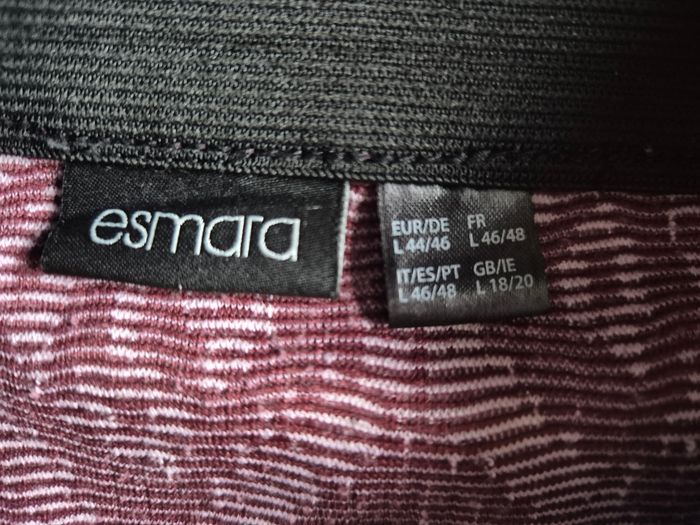 esmara
EUR/DE
L 44/46
FR
L 46/48
IT/ES/PT
L 46/48
GB/IE
L 18/20